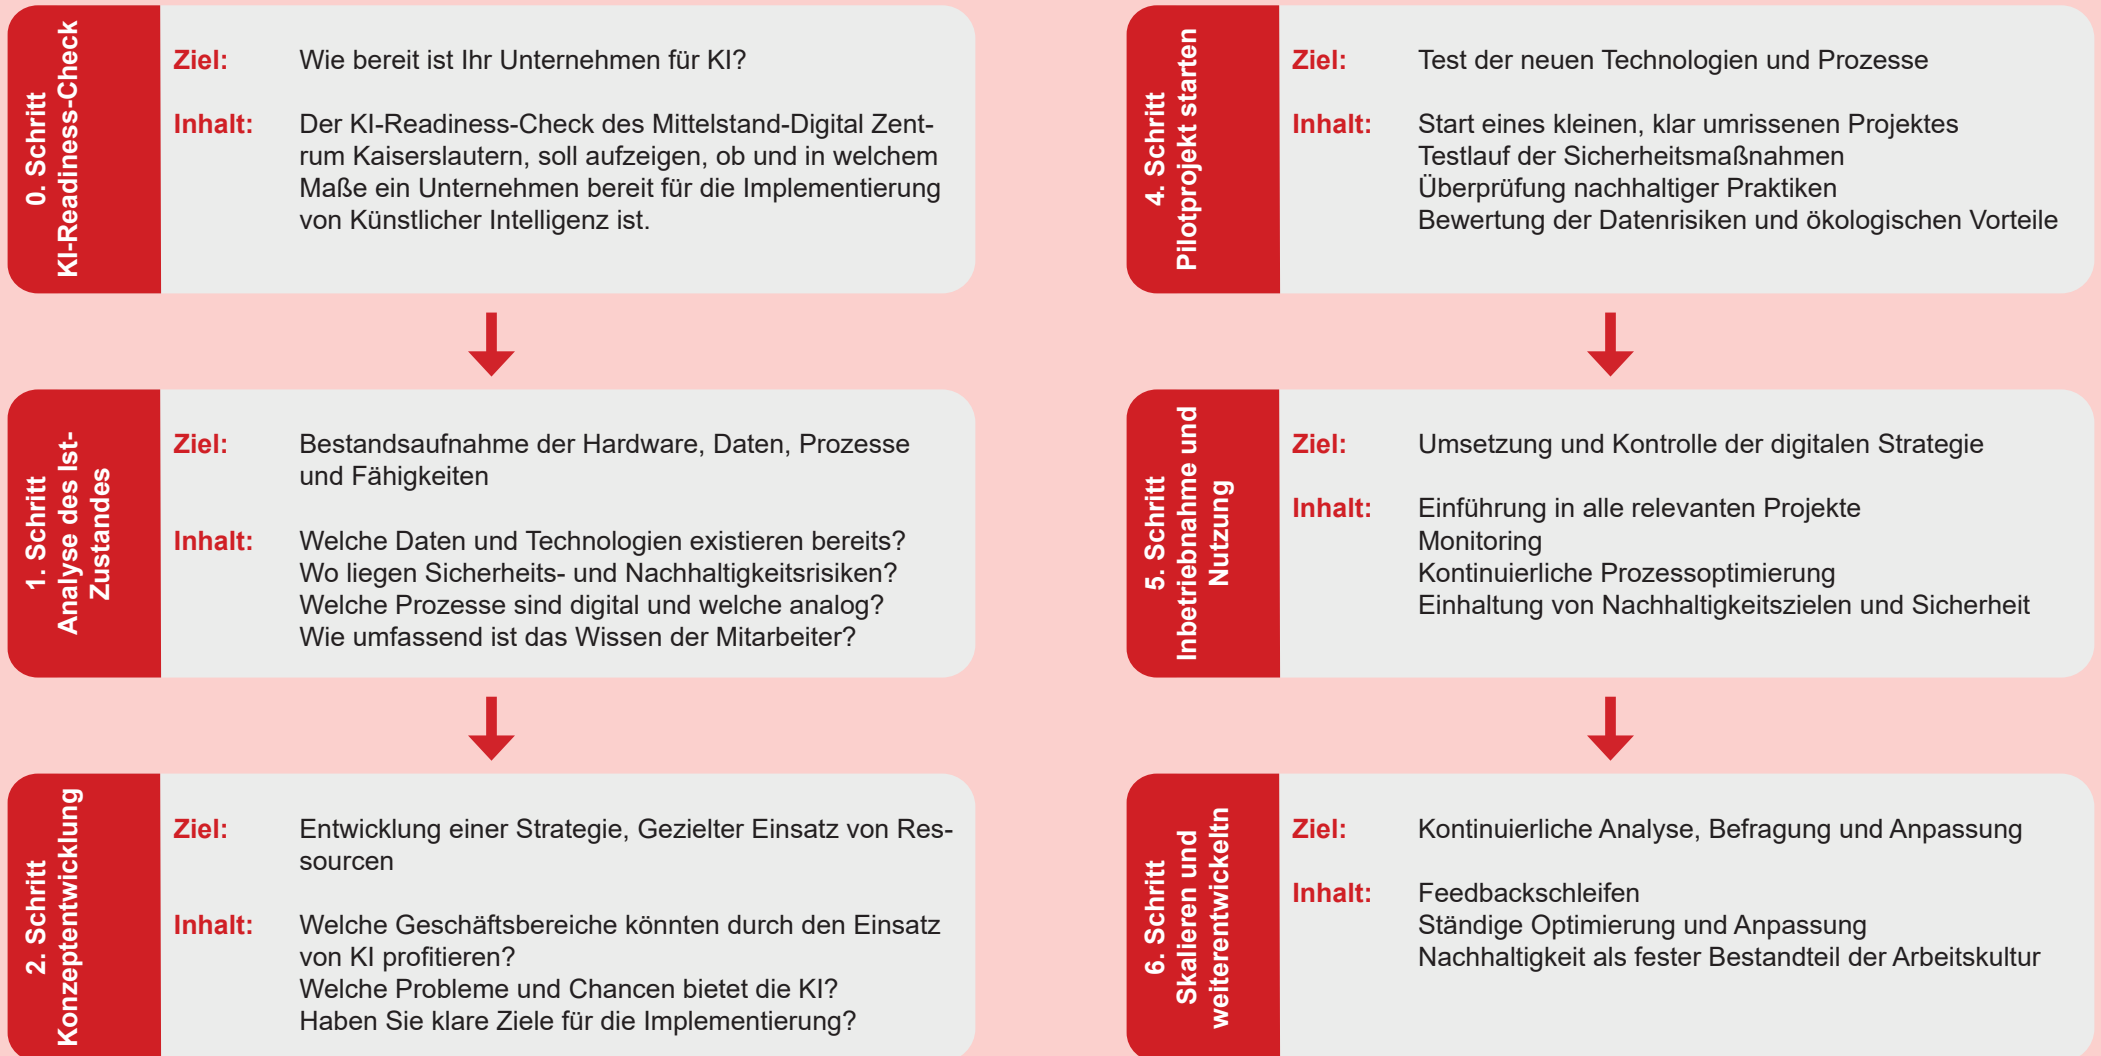 0. Schritt
KI-Readiness-Check
Ziel: Wie bereit ist Ihr Unternehmen für KI?
Inhalt: Der KI-Readiness-Check des Mittelstand-Digital Zent-
rum Kaiserslautern, soll aufzeigen, ob und in welchem
Maße ein Unternehmen bereit für die Implementierung
von Künstlicher Intelligenz ist.
1. Schritt
Analyse des Ist-
Zustandes
Ziel: Bestandsaufnahme der Hardware, Daten, Prozesse
und Fähigkeiten
Inhalt: Welche Daten und Technologien existieren bereits?
Wo liegen Sicherheits- und Nachhaltigkeitsrisiken?
Welche Prozesse sind digital und welche analog?
Wie umfassend ist das Wissen der Mitarbeiter?
2. Schritt
Konzeptentwicklung
Ziel: Entwicklung einer Strategie, Gezielter Einsatz von Res-
sourcen
Inhalt: Welche Geschäftsbereiche könnten durch den Einsatz
von KI profitieren?
Welche Probleme und Chancen bietet die KI?
Haben Sie klare Ziele für die Implementierung?
4. Schritt
Pilotprojekt starten
Ziel: Test der neuen Technologien und Prozesse
Inhalt: Start eines kleinen, klar umrissenen Projektes
Testlauf der Sicherheitsmaßnahmen
Überprüfung nachhaltiger Praktiken
Bewertung der Datenrisiken und ökologischen Vorteile
5. Schritt
Inbetriebnahme und
Nutzung
Ziel: Umsetzung und Kontrolle der digitalen Strategie
Inhalt: Einführung in alle relevanten Projekte
Monitoring
Kontinuierliche Prozessoptimierung
Einhaltung von Nachhaltigkeitszielen und Sicherheit
6. Schritt
Skalieren und
weiterentwickeltn
Ziel: Kontinuierliche Analyse, Befragung und Anpassung
Inhalt: Feedbackschleifen
Ständige Optimierung und Anpassung
Nachhaltigkeit als fester Bestandteil der Arbeitskultur